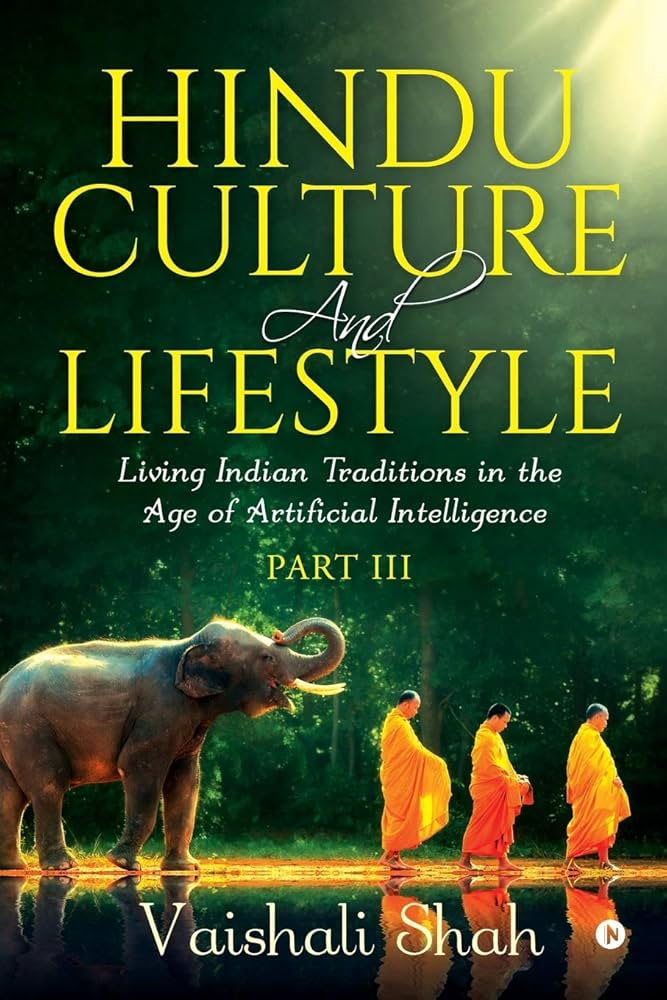 HINDU
CULTURE
And
LIFESTYLE
Living Indian Traditions in the
Age of Artificial Intelligence
PART III
Vaishali Shah
N